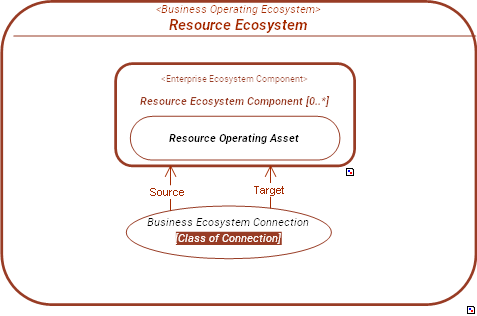 <Business Operating Ecosystem>
Resource Ecosystem
<Enterprise Ecosystem Component>
Resource Ecosystem Component [0..*]
Resource Operating Asset
Source
Target
Business Ecosystem Connection
[Class of Connection]